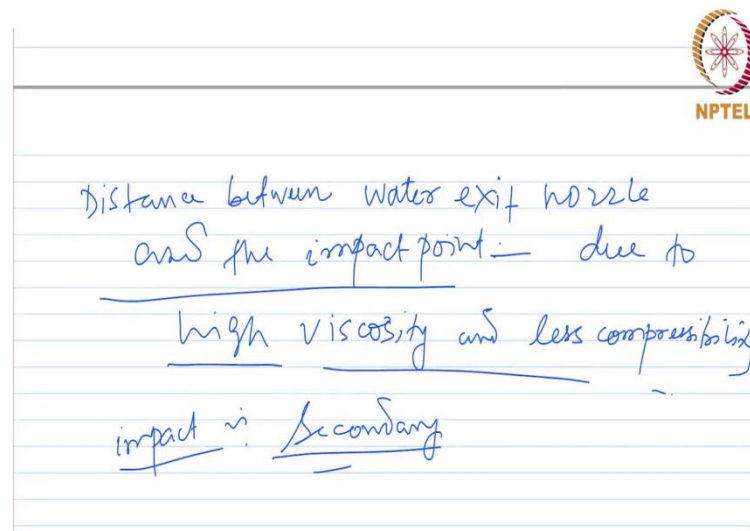 NPTEL
Distance between water exit nozzle
and the impact point — due to
high viscosity and less compressibility
impact is secondary